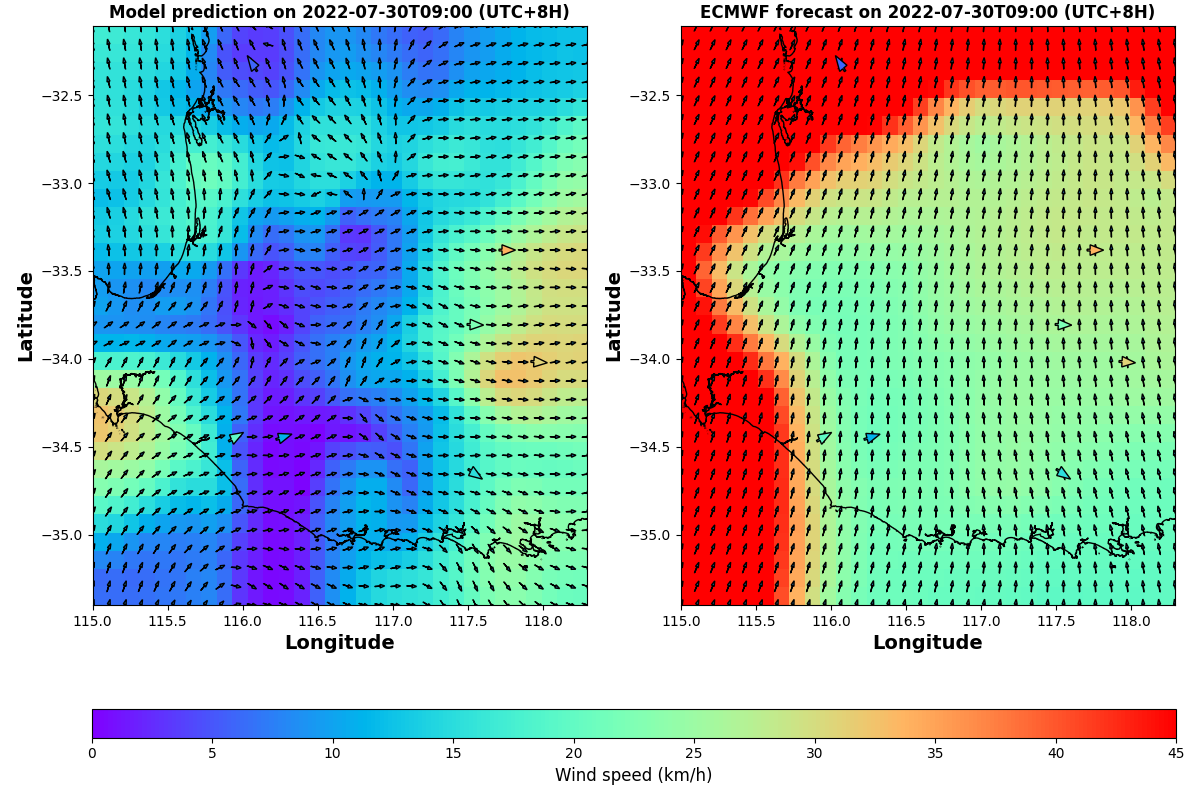 Model prediction on 2022-07-30T09:00 (UTC+8H)
ECMWF forecast on 2022-07-30T09:00 (UTC+8H)
Latitude
−32.5
−33.0
−33.5
−34.0
−34.5
−35.0
115.0 115.5 116.0 116.5 117.0 117.5 118.0
Longitude
Latitude
−32.5
−33.0
−33.5
−34.0
−34.5
−35.0
115.0 115.5 116.0 116.5 117.0 117.5 118.0
Longitude
0 5 10 15 20 25 30 35 40 45
Wind speed (km/h)